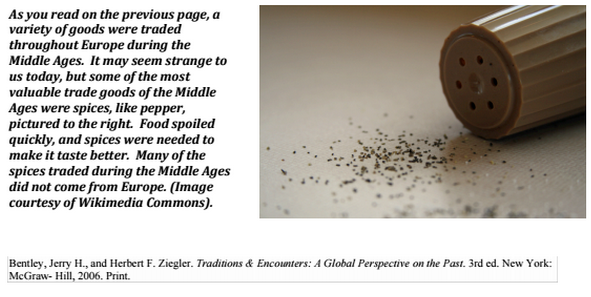 As you read on the previous page, a
variety of goods were traded
throughout Europe during the
Middle Ages.  It may seem strange to
us today, but some of the most
valuable trade goods of the Middle
Ages were spices, like pepper,
pictured to the right.  Food spoiled
quickly, and spices were needed to
make it taste better.  Many of the
spices traded during the Middle Ages
did not come from Europe. (Image
courtesy of Wikimedia Commons).
Bentley, Jerry H., and Herbert F. Ziegler. Traditions & Encounters: A Global Perspective on the Past. 3rd ed. New York:
McGraw- Hill, 2006. Print.